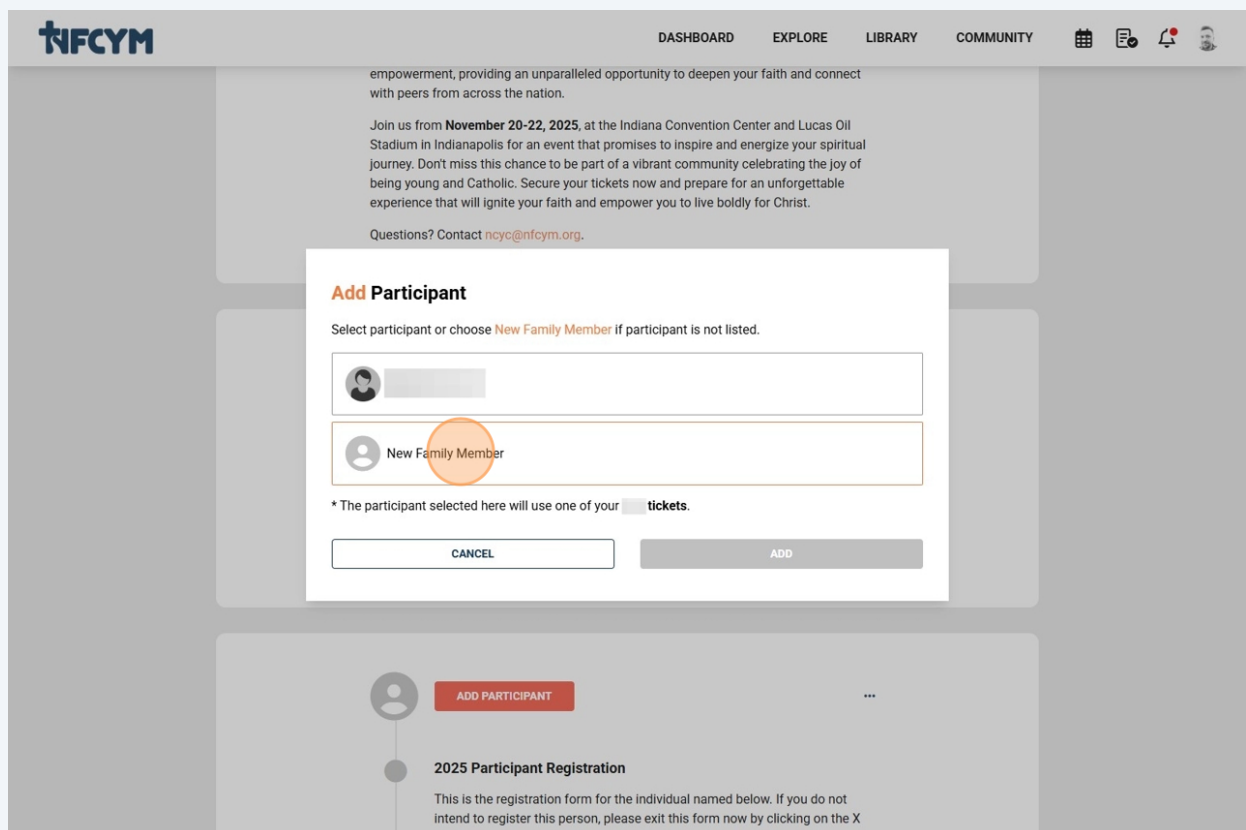 NFCYM
DASHBOARD EXPLORE LIBRARY COMMUNITY
empowerment, providing an unparalleled opportunity to deepen your faith and connect
with peers from across the nation.
Join us from November 20-22, 2025, at the Indiana Convention Center and Lucas Oil
Stadium in Indianapolis for an event that promises to inspire and energize your spiritual
journey. Don't miss this chance to be part of a vibrant community celebrating the joy of
being young and Catholic. Secure your tickets now and prepare for an unforgettable
experience that will ignite your faith and empower you to live boldly for Christ.
Questions? Contact ncyc@nfcym.org.
Add Participant
Select participant or choose New Family Member if participant is not listed.
New Family Member
* The participant selected here will use one of your tickets.
CANCEL ADD
ADD PARTICIPANT
2025 Participant Registration
This is the registration form for the individual named below. If you do not
intend to register this person, please exit this form now by clicking on the X